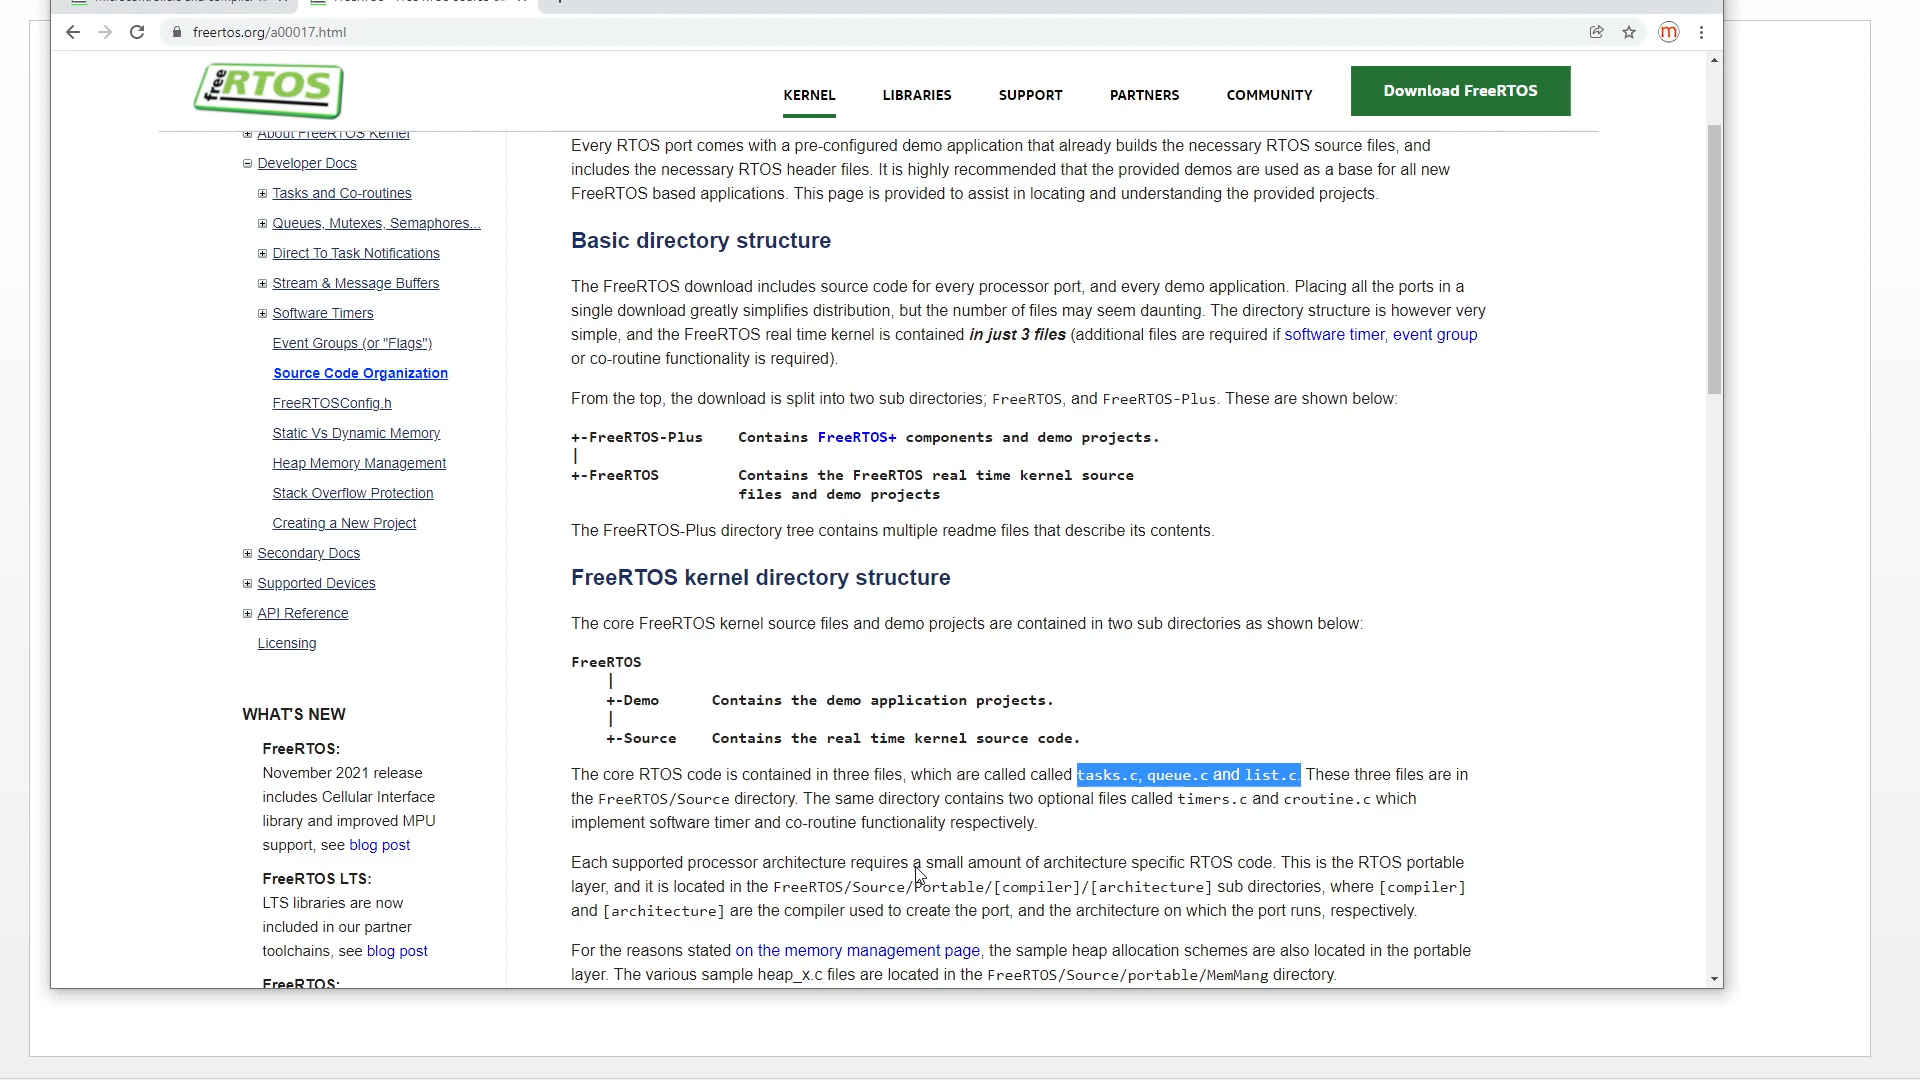 freertos.org/a00017.html
m
free RTOS
KERNEL
LIBRARIES
SUPPORT
PARTNERS
COMMUNITY
Download FreeRTOS
About FreeRTOS Kernel
Developer Docs
Tasks and Co-routines
Queues, Mutexes, Semaphores...
Direct To Task Notifications
Stream & Message Buffers
Software Timers
Event Groups (or "Flags")
Source Code Organization
FreeRTOSConfig.h
Static Vs Dynamic Memory
Heap Memory Management
Stack Overflow Protection
Creating a New Project
Secondary Docs
Supported Devices
API Reference
Licensing
WHAT'S NEW
FreeRTOS:
November 2021 release
includes Cellular Interface
library and improved MPU
support, see blog post
FreeRTOS LTS:
LTS libraries are now
included in our partner
toolchains, see blog post
FreeRTOS:
Every RTOS port comes with a pre-configured demo application that already builds the necessary RTOS source files, and
includes the necessary RTOS header files. It is highly recommended that the provided demos are used as a base for all new
FreeRTOS based applications. This page is provided to assist in locating and understanding the provided projects.
Basic directory structure
The FreeRTOS download includes source code for every processor port, and every demo application. Placing all the ports in a
single download greatly simplifies distribution, but the number of files may seem daunting. The directory structure is however very
simple, and the FreeRTOS real time kernel is contained in just 3 files (additional files are required if software timer, event group
or co-routine functionality is required).
From the top, the download is split into two sub directories; FreeRTOS, and FreeRTOS-Plus. These are shown below:
+-FreeRTOS-Plus    Contains FreeRTOS+ components and demo projects.
|
+-FreeRTOS         Contains the FreeRTOS real time kernel source
files and demo projects
The FreeRTOS-Plus directory tree contains multiple readme files that describe its contents.
FreeRTOS kernel directory structure
The core FreeRTOS kernel source files and demo projects are contained in two sub directories as shown below:
FreeRTOS
|
+-Demo      Contains the demo application projects.
|
+-Source    Contains the real time kernel source code.
The core RTOS code is contained in three files, which are called called tasks.c, queue.c and list.c. These three files are in
the FreeRTOS/Source directory. The same directory contains two optional files called timers.c and croutine.c which
implement software timer and co-routine functionality respectively.
Each supported processor architecture requires a small amount of architecture specific RTOS code. This is the RTOS portable
layer, and it is located in the FreeRTOS/Source/Portable/[compiler]/[architecture] sub directories, where [compiler]
and [architecture] are the compiler used to create the port, and the architecture on which the port runs, respectively.
For the reasons stated on the memory management page, the sample heap allocation schemes are also located in the portable
layer. The various sample heap_x.c files are located in the FreeRTOS/Source/portable/MemMang directory.